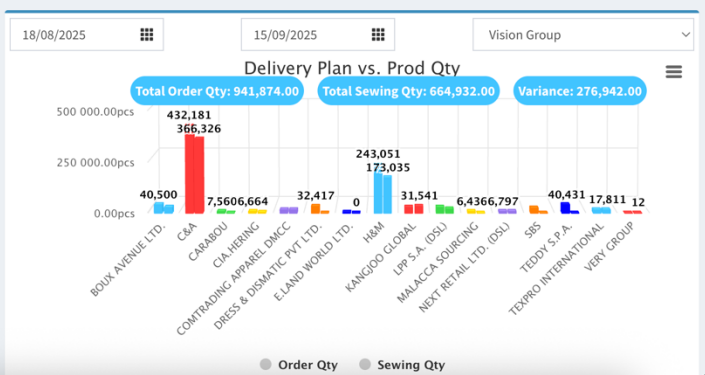 18/08/2025
15/09/2025
Vision Group
Delivery Plan vs. Prod Qty
Total Order Qty: 941,874.00
Total Sewing Qty: 664,932.00
Variance: 276,942.00
500 000.00pcs
250 000.00pcs
0.00pcs
40,500
432,181
366,326
7,560
6,664
32,417
0
243,051
173,035
31,541
6,436
6,797
40,431
17,811
12
BOUX AVENUE LTD.
C&A
CARABOU
CIA.HERING
COMTRADING APPAREL DMCC
DRESS & DISMATIC PVT LTD.
E.LAND WORLD LTD.
H&M
KANGJOO GLOBAL
LPP S.A. (DSL)
MALACCA SOURCING
NEXT RETAIL LTD. (DSL)
SBS
TEDDY S.P.A.
TEXPRO INTERNATIONAL
VERY GROUP
Order Qty
Sewing Qty